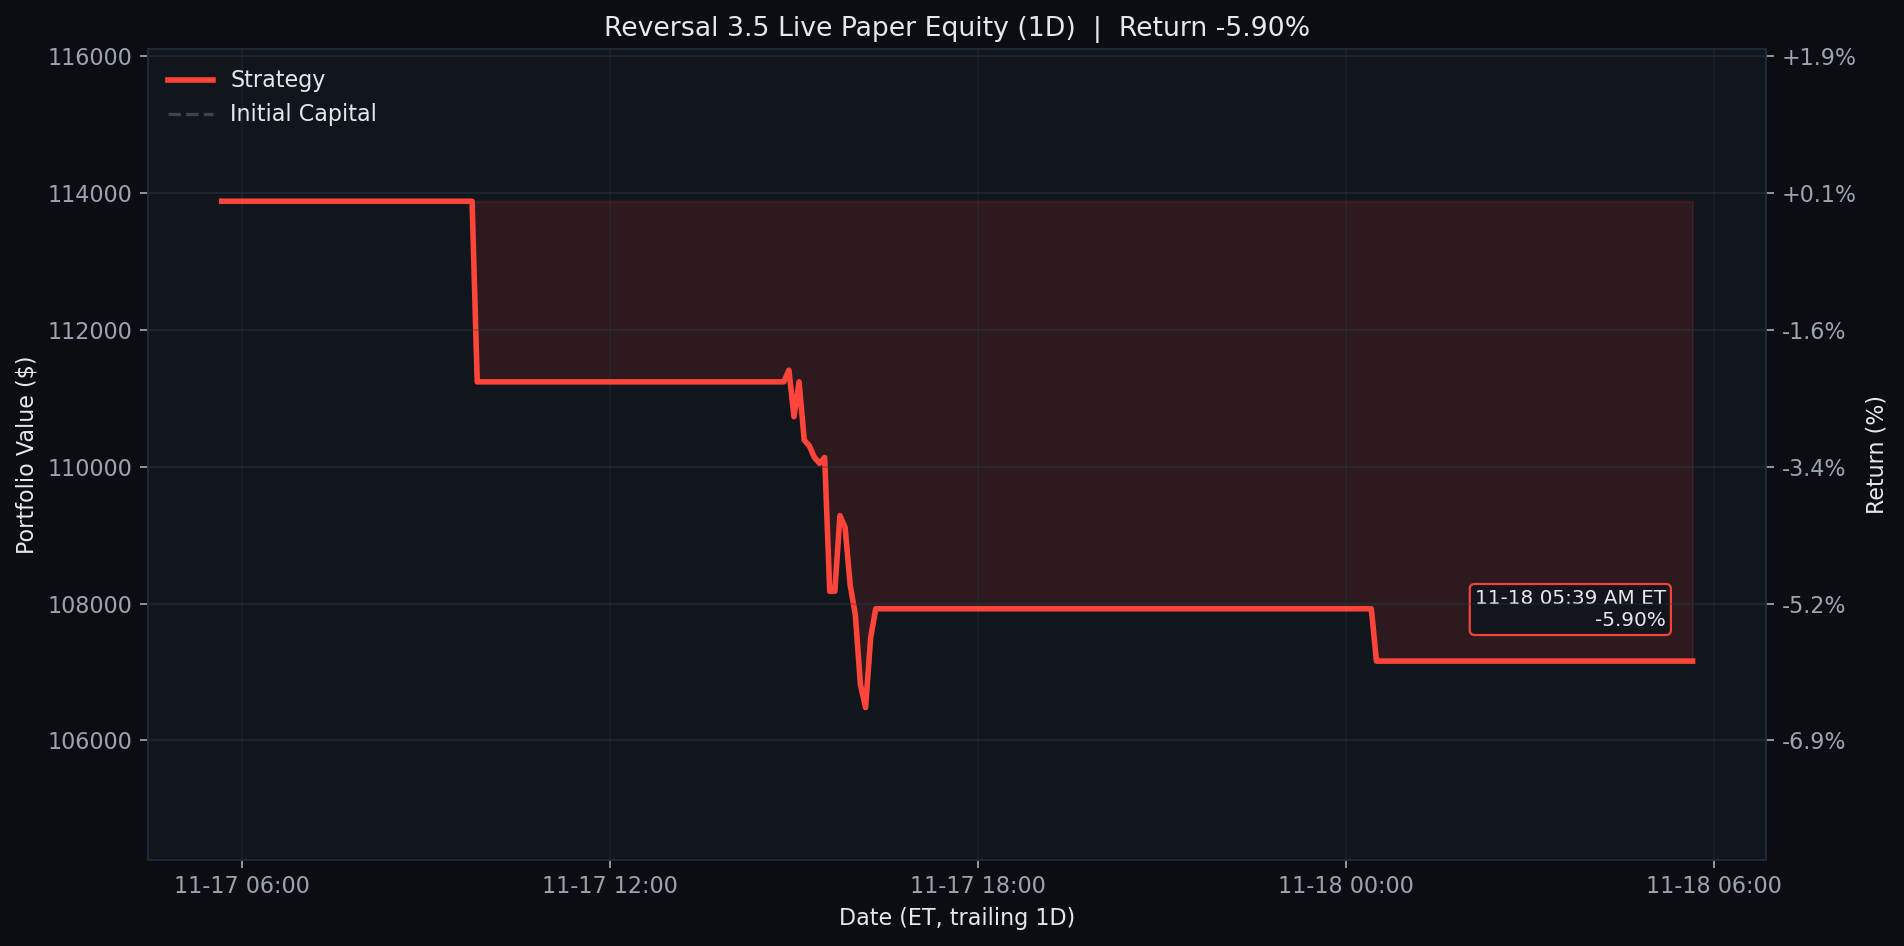 Reversal 3.5 Live Paper Equity (1D)  |  Return -5.90%
Strategy
Initial Capital
Portfolio Value ($)
116000
114000
112000
110000
108000
106000
+1.9%
+0.1%
-1.6%
-3.4%
-5.2%
-6.9%
Return (%)
11-18 05:39 AM ET
-5.90%
11-17 06:00
11-17 12:00
11-17 18:00
11-18 00:00
11-18 06:00
Date (ET, trailing 1D)